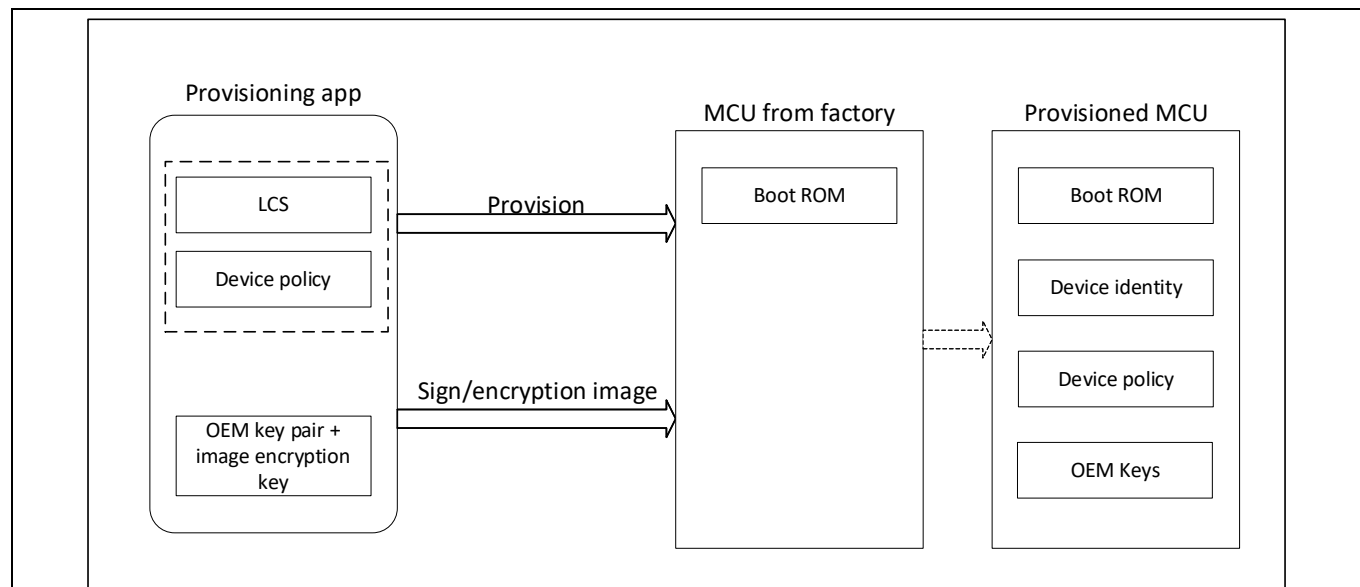 Provisioning app
LCS
Device policy
OEM key pair +
image encryption
key
Provision
Sign/encryption image
MCU from factory
Boot ROM
Provisioned MCU
Boot ROM
Device identity
Device policy
OEM Keys